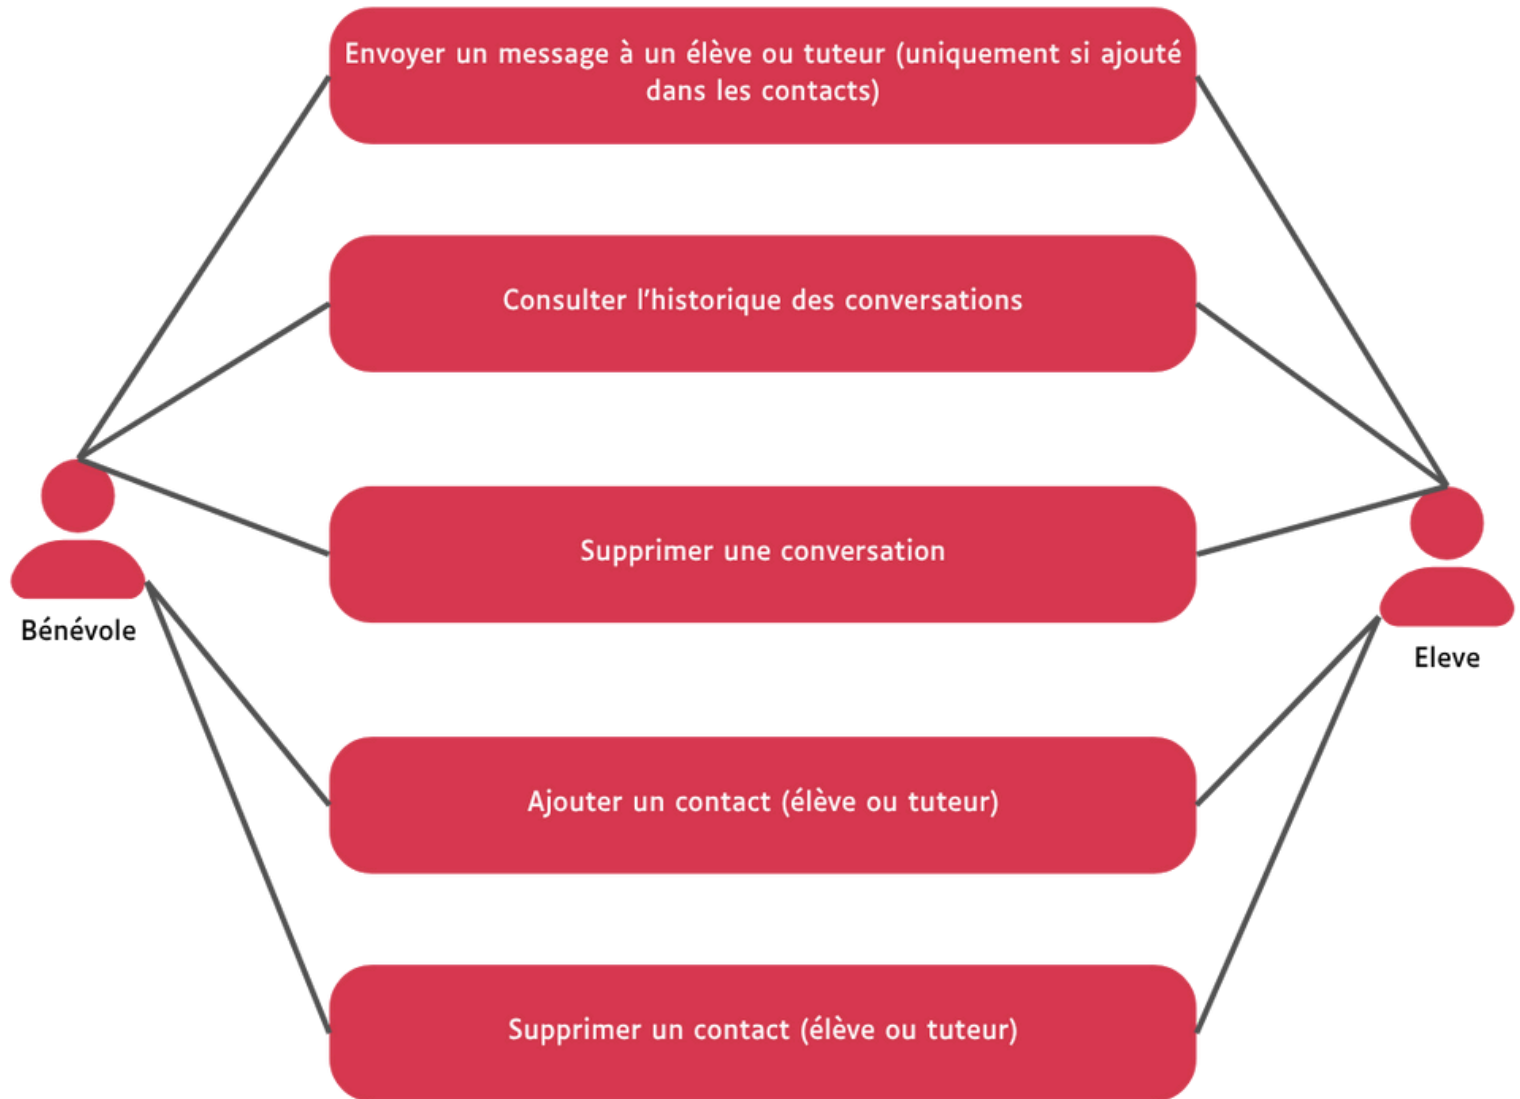 Envoyer un message à un élève ou tuteur (uniquement si ajouté
dans les contacts)
Consulter l'historique des conversations
Supprimer une conversation
Bénévole
Eleve
Ajouter un contact (élève ou tuteur)
Supprimer un contact (élève ou tuteur)